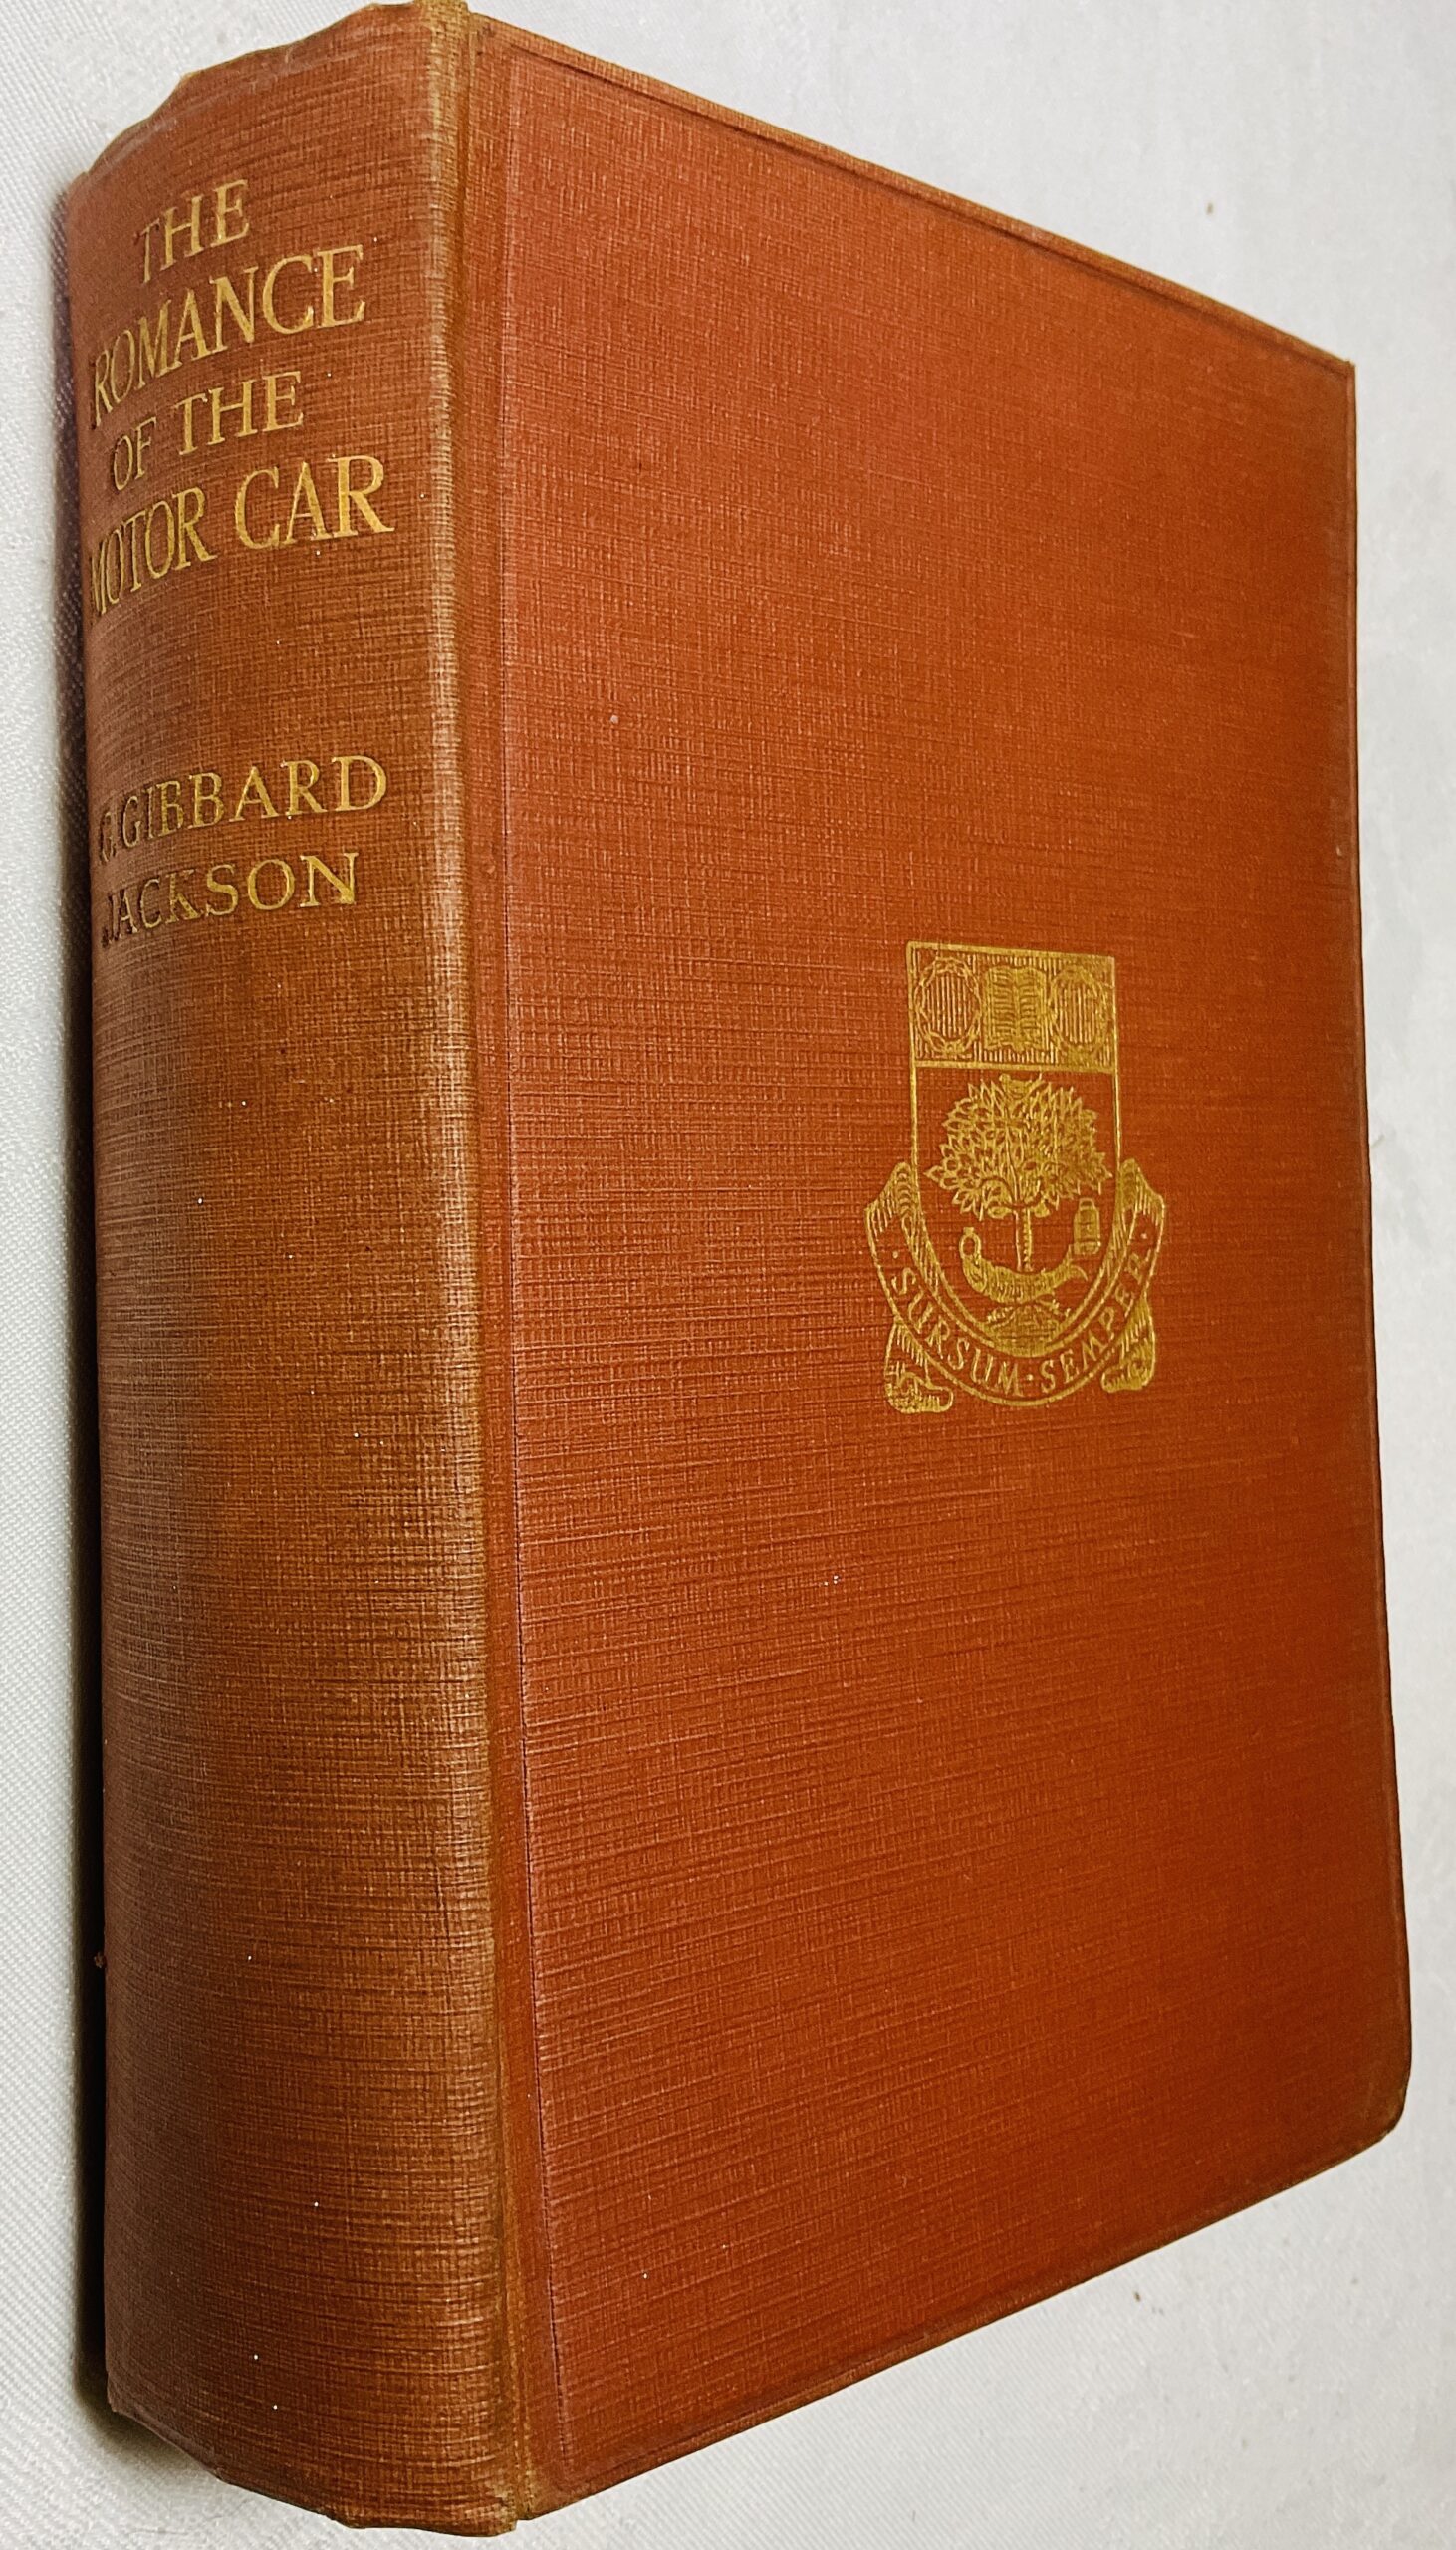 THE
ROMANCE
OF THE
MOTOR CAR
G. GIBBARD
JACKSON
· SURSUM · SEMPER ·